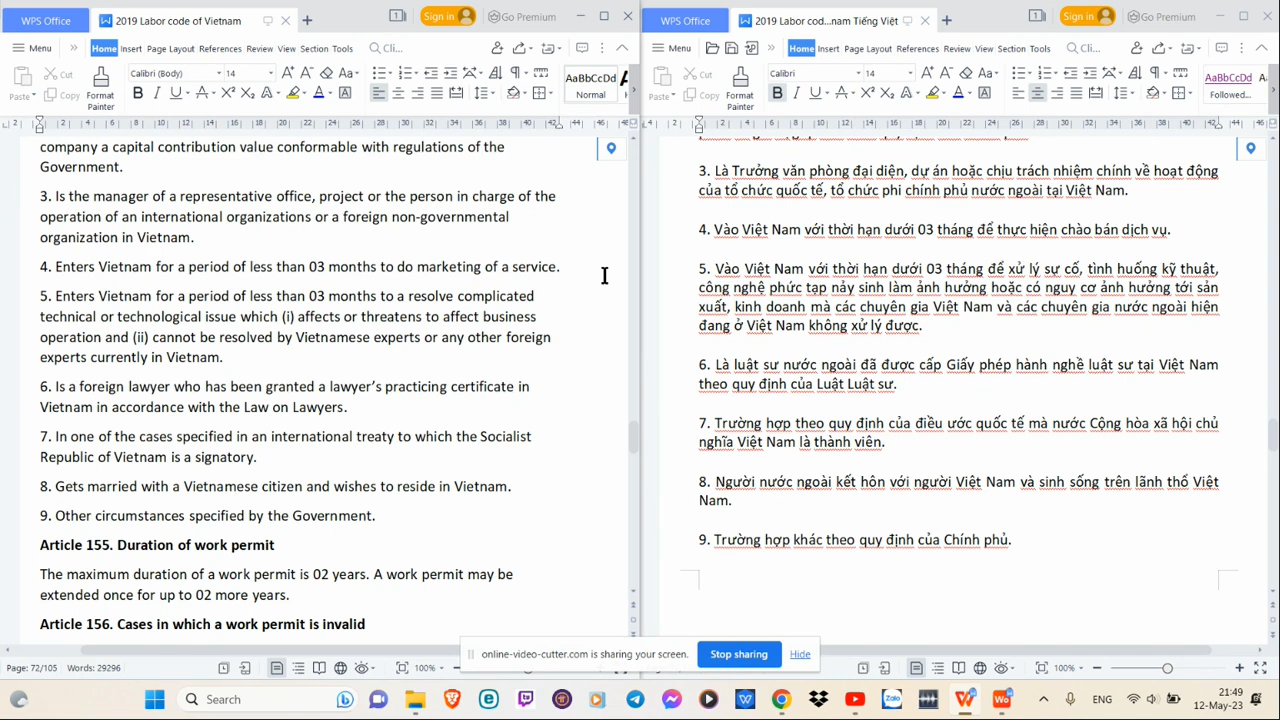 WPS Office
2019 Labor code of Vietnam
1
Sign in
Go Premium
Menu
Home
Insert
Page Layout
References
Review
View
Section
Tools
Cli...
Paste
Cut
Copy
Format
Painter
Calibri (Body)
14
AaBbCcDd
Normal
company a capital contribution value conformable with regulations of the
Government.
3. Is the manager of a representative office, project or the person in charge of the
operation of an international organizations or a foreign non-governmental
organization in Vietnam.
4. Enters Vietnam for a period of less than 03 months to do marketing of a service.
5. Enters Vietnam for a period of less than 03 months to a resolve complicated
technical or technological issue which (i) affects or threatens to affect business
operation and (ii) cannot be resolved by Vietnamese experts or any other foreign
experts currently in Vietnam.
6. Is a foreign lawyer who has been granted a lawyer's practicing certificate in
Vietnam in accordance with the Law on Lawyers.
7. In one of the cases specified in an international treaty to which the Socialist
Republic of Vietnam is a signatory.
8. Gets married with a Vietnamese citizen and wishes to reside in Vietnam.
9. Other circumstances specified by the Government.
Article 155. Duration of work permit
The maximum duration of a work permit is 02 years. A work permit may be
extended once for up to 02 more years.
Article 156. Cases in which a work permit is invalid
Page: 72/105
Words: 29296
100%
WPS Office
2019 Labor cod...nam Tiếng Việt
1
Sign in
Go Premium
Menu
Home
Insert
Page Layout
References
Review
View
Section
Tools
Cli...
Paste
Cut
Copy
Format
Painter
Calibri
14
AaBbCcDd
Followed...
3. Là Trưởng văn phòng đại diện, dự án hoặc chịu trách nhiệm chính về hoạt động
của tổ chức quốc tế, tổ chức phi chính phủ nước ngoài tại Việt Nam.
4. Vào Việt Nam với thời hạn dưới 03 tháng để thực hiện chào bán dịch vụ.
5. Vào Việt Nam với thời hạn dưới 03 tháng để xử lý sự cố, tình huống kỹ thuật,
công nghệ phức tạp nảy sinh làm ảnh hưởng hoặc có nguy cơ ảnh hưởng tới sản
xuất, kinh doanh mà các chuyên gia Việt Nam và các chuyên gia nước ngoài hiện
đang ở Việt Nam không xử lý được.
6. Là luật sư nước ngoài đã được cấp Giấy phép hành nghề luật sư tại Việt Nam
theo quy định của Luật Luật sư.
7. Trường hợp theo quy định của điều ước quốc tế mà nước Cộng hòa xã hội chủ
nghĩa Việt Nam là thành viên.
8. Người nước ngoài kết hôn với người Việt Nam và sinh sống trên lãnh thổ Việt
Nam.
9. Trường hợp khác theo quy định của Chính phủ.
100%
online-video-cutter.com is sharing your screen.
Stop sharing
Hide
Search
ENG
21:49
12-May-23